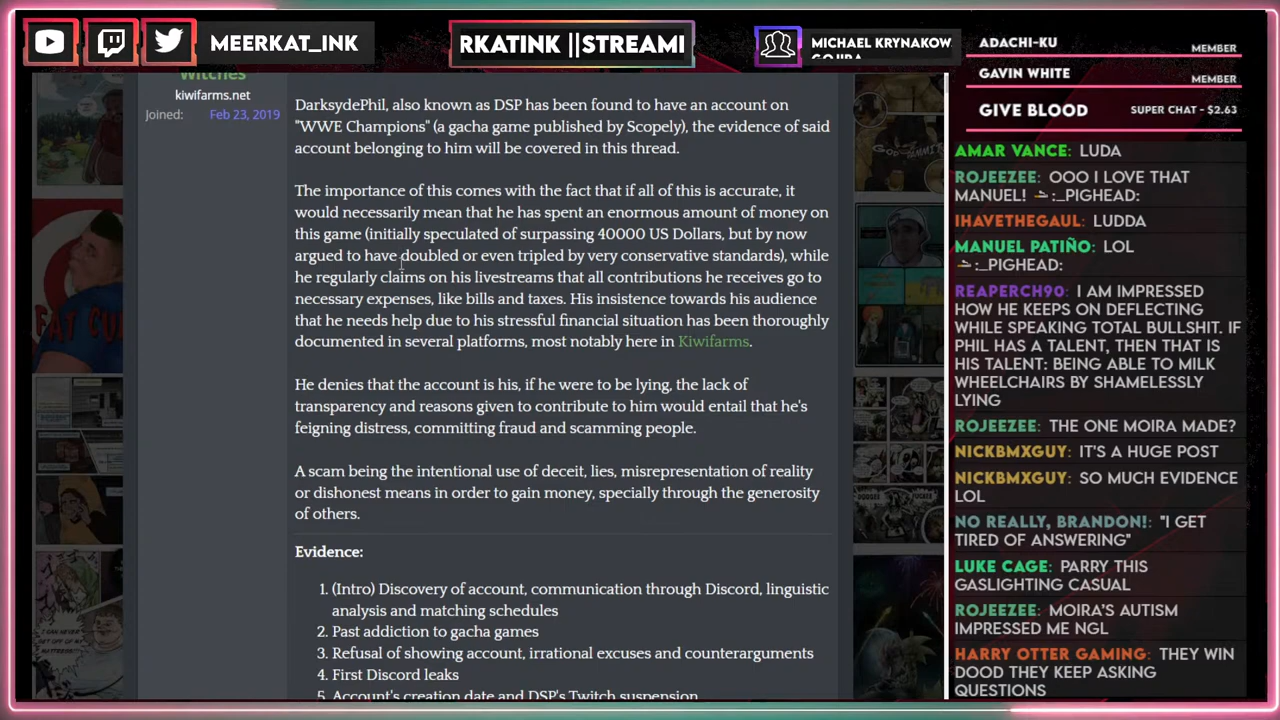 MEERKAT_INK
RKATINK ||STREAMI
MICHAEL KRYNAKOW
Witches
kiwifarms.net
Joined: Feb 23, 2019
DarksydePhil, also known as DSP has been found to have an account on
"WWE Champions" (a gacha game published by Scopely), the evidence of said
account belonging to him will be covered in this thread.
The importance of this comes with the fact that if all of this is accurate, it
would necessarily mean that he has spent an enormous amount of money on
this game (initially speculated of surpassing 40000 US Dollars, but by now
argued to have doubled or even tripled by very conservative standards), while
he regularly claims on his livestreams that all contributions he receives go to
necessary expenses, like bills and taxes. His insistence towards his audience
that he needs help due to his stressful financial situation has been thoroughly
documented in several platforms, most notably here in Kiwifarms.
He denies that the account is his, if he were to be lying, the lack of
transparency and reasons given to contribute to him would entail that he's
feigning distress, committing fraud and scamming people.
A scam being the intentional use of deceit, lies, misrepresentation of reality
or dishonest means in order to gain money, specially through the generosity
of others.
Evidence:
1. (Intro) Discovery of account, communication through Discord, linguistic
analysis and matching schedules
2. Past addiction to gacha games
3. Refusal of showing account, irrational excuses and counterarguments
4. First Discord leaks
5. Account's creation date and DSP's Twitch suspension
ADACHI-KU MEMBER
GAVIN WHITE MEMBER
GIVE BLOOD SUPER CHAT - $2.63
AMAR VANCE: LUDA
ROJEEZEE: OOO I LOVE THAT
MANUEL! :_PIGHEAD:
IHAVETHEGAUL: LUDDA
MANUEL PATIÑO: LOL
:_PIGHEAD:
REAPERCH90: I AM IMPRESSED
HOW HE KEEPS ON DEFLECTING
WHILE SPEAKING TOTAL BULLSHIT. IF
PHIL HAS A TALENT, THEN THAT IS
HIS TALENT: BEING ABLE TO MILK
WHEELCHAIRS BY SHAMELESSLY
LYING
ROJEEZEE: THE ONE MOIRA MADE?
NICKBMXGUY: IT'S A HUGE POST
NICKBMXGUY: SO MUCH EVIDENCE
LOL
NO REALLY, BRANDON!: "I GET
TIRED OF ANSWERING"
LUKE CAGE: PARRY THIS
GASLIGHTING CASUAL
ROJEEZEE: MOIRA'S AUTISM
IMPRESSED ME NGL
HARRY OTTER GAMING: THEY WIN
DOOD THEY KEEP ASKING
QUESTIONS